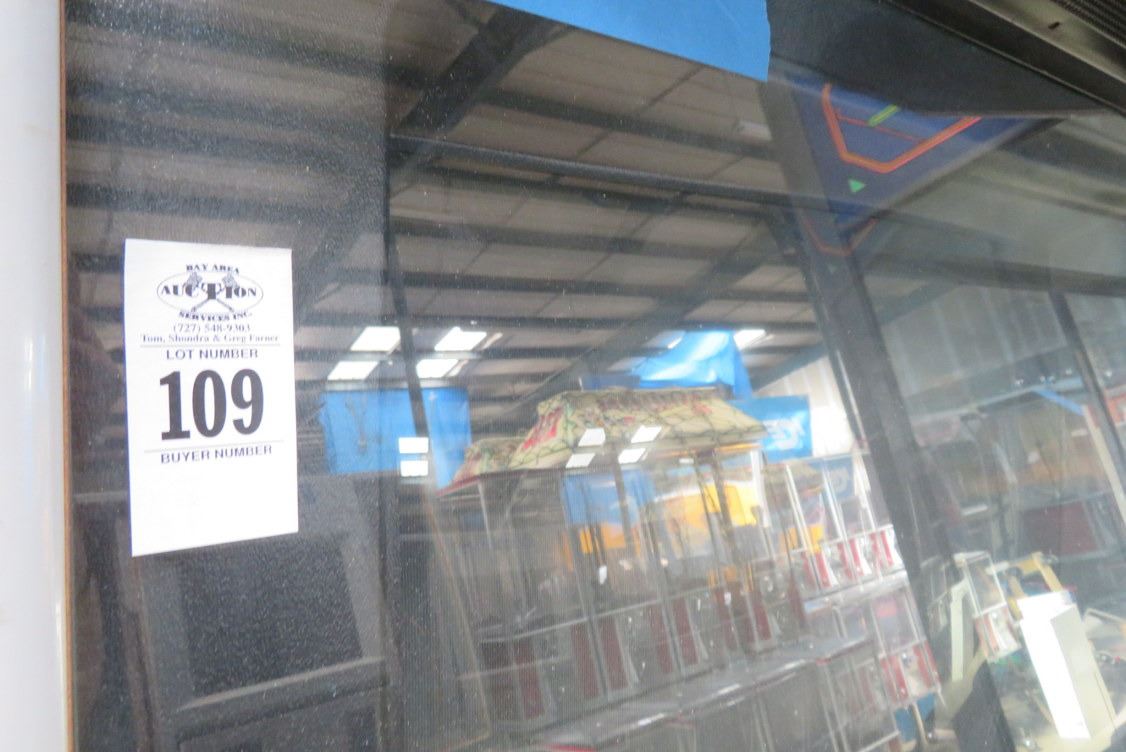 BAY AREA
AUCTION
SERVICES INC.
(727) 548-9303
Tom, Shondra & Greg Farner
LOT NUMBER
109
BUYER NUMBER